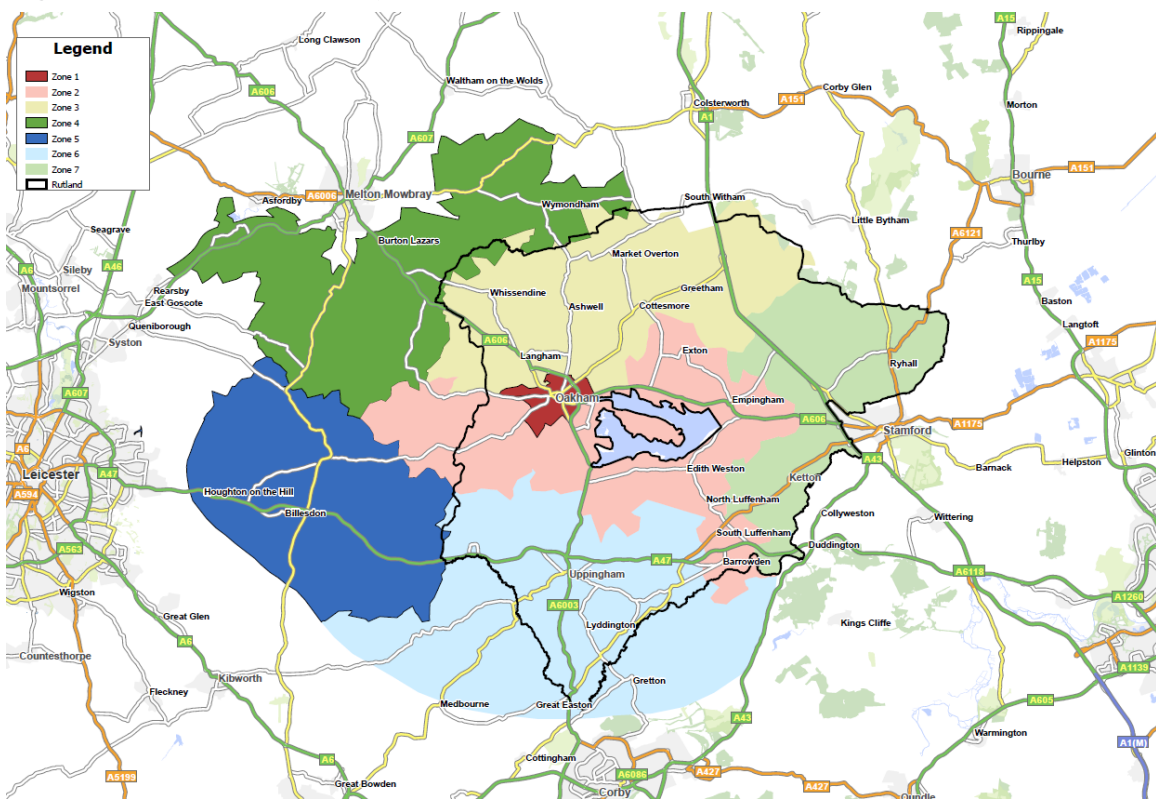 Legend
Zone 1
Zone 2
Zone 3
Zone 4
Zone 5
Zone 6
Zone 7
Rutland
Long Clawson
Waltham on the Wolds
A606
A607
Colsterworth
A151
Corby Glen
A15
Rippingale
Morton
A1
A151
Bourne
A6006
Melton Mowbray
Asfordby
Wymondham
South Witham
Little Bytham
A6121
Thurlby
Seagrave
Burton Lazars
Market Overton
A6
A46
Sileby
Mountsorrel
Rearsby
East Goscote
Queniborough
Syston
Whissendine
Ashwell
Greetham
Cottesmore
A15
Baston
Langtoft
A1175
A606
Langham
Exton
Ryhall
A607
Oakham
Empingham
A606
Stamford
A1175
A6
A47
Leicester
A594
Houghton on the Hill
Billesdon
Edith Weston
Ketton
A43
Barnack
Helpston
Glinton
North Luffenham
Collyweston
Wittering
South Luffenham
Duddington
A563
A47
Barrowden
A6118
Uppingham
Wigston
A6003
A1260
Great Glen
A6
Lyddington
Kings Cliffe
Countesthorpe
Kibworth
Gretton
A1139
Fleckney
Medbourne
Great Easton
A43
A605
Warmington
A1(M)
A6
Cottingham
A5199
Great Bowden
A6086
A427
Corby
A427
Oundle